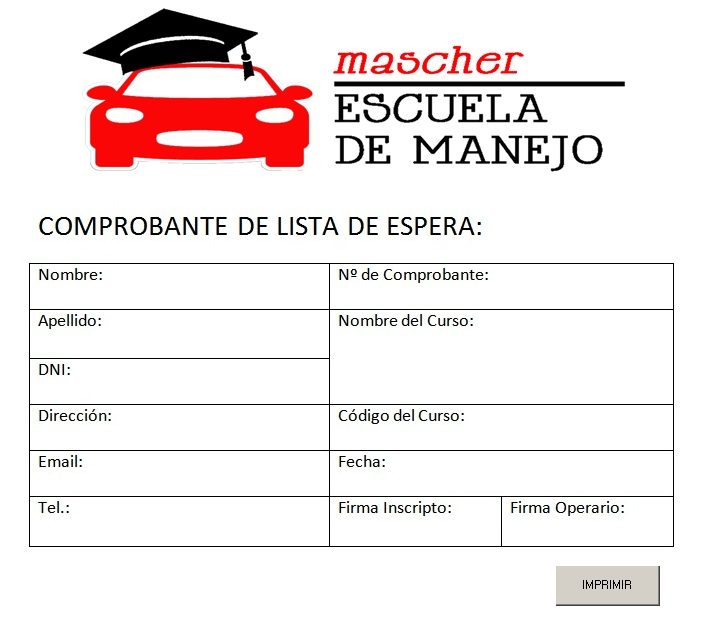 mascher
ESCUELA
DE MANEJO
COMPROBANTE DE LISTA DE ESPERA:
Nombre:
Nº de Comprobante:
Apellido:
Nombre del Curso:
DNI:
Dirección:
Código del Curso:
Email:
Fecha:
Tel.:
Firma Inscripto:
Firma Operario:
IMPRIMIR